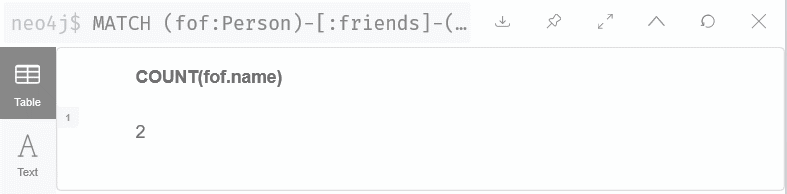 neo4j$ MATCH (fof:Person)-[:friends]-(…
COUNT(fof.name)
Table
1
2
A
Text